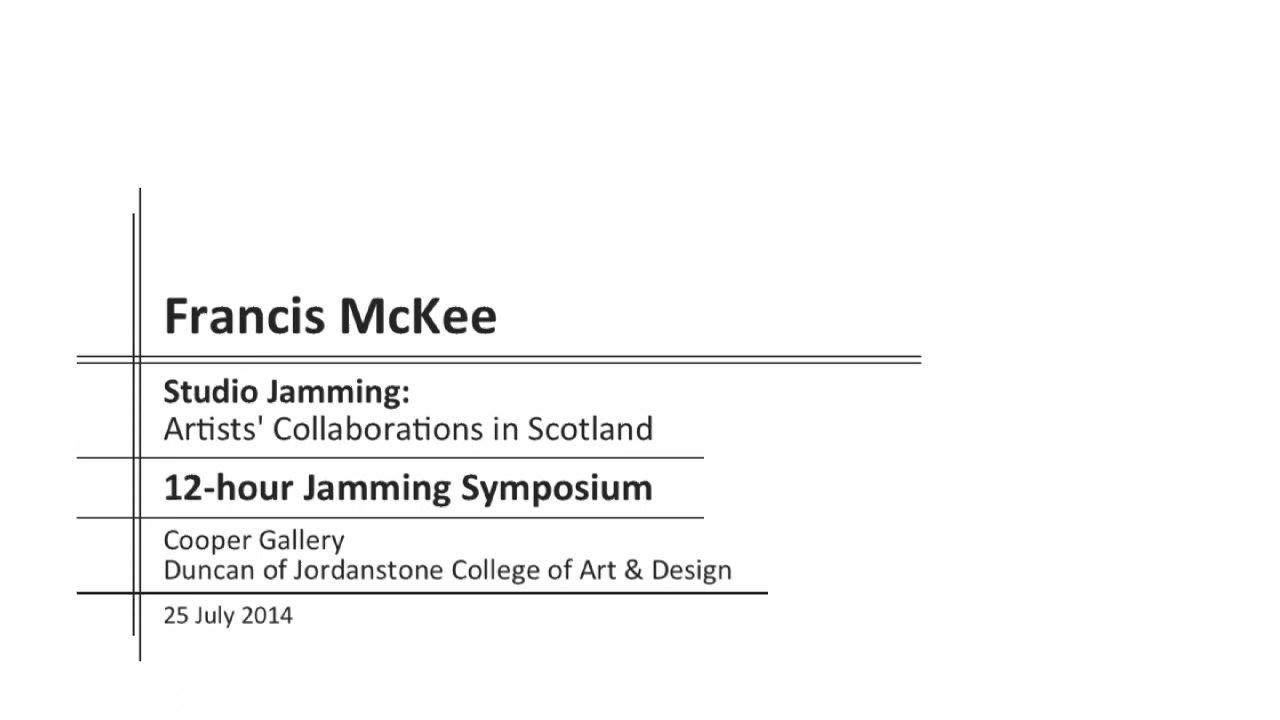 Francis McKee
Studio Jamming:
Artists' Collaborations in Scotland
12-hour Jamming Symposium
Cooper Gallery
Duncan of Jordanstone College of Art & Design
25 July 2014